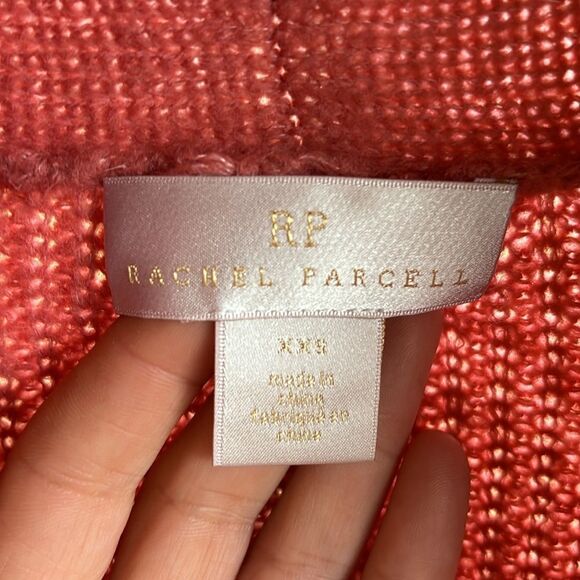 RP
RACHEL PARCELL
XXS
made in
china
fabriqué en
chine